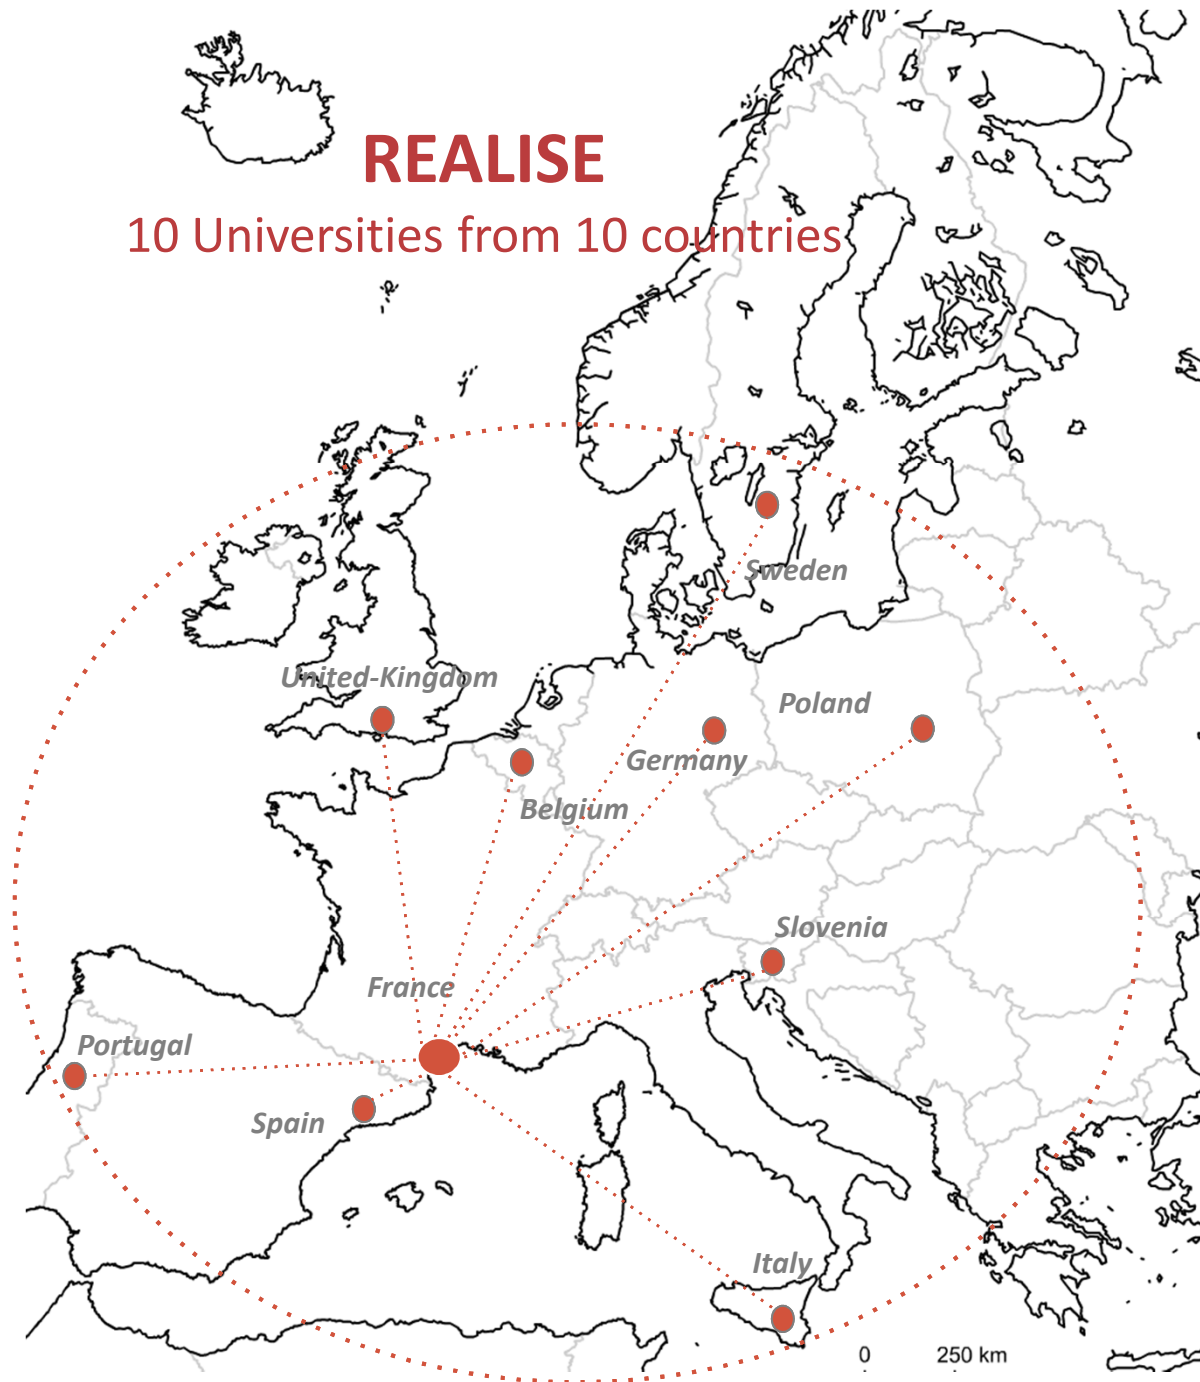 REALISE
10 Universities from 10 countries
Sweden
United-Kingdom
Poland
Germany
Belgium
Slovenia
France
Portugal
Spain
Italy
0 250 km